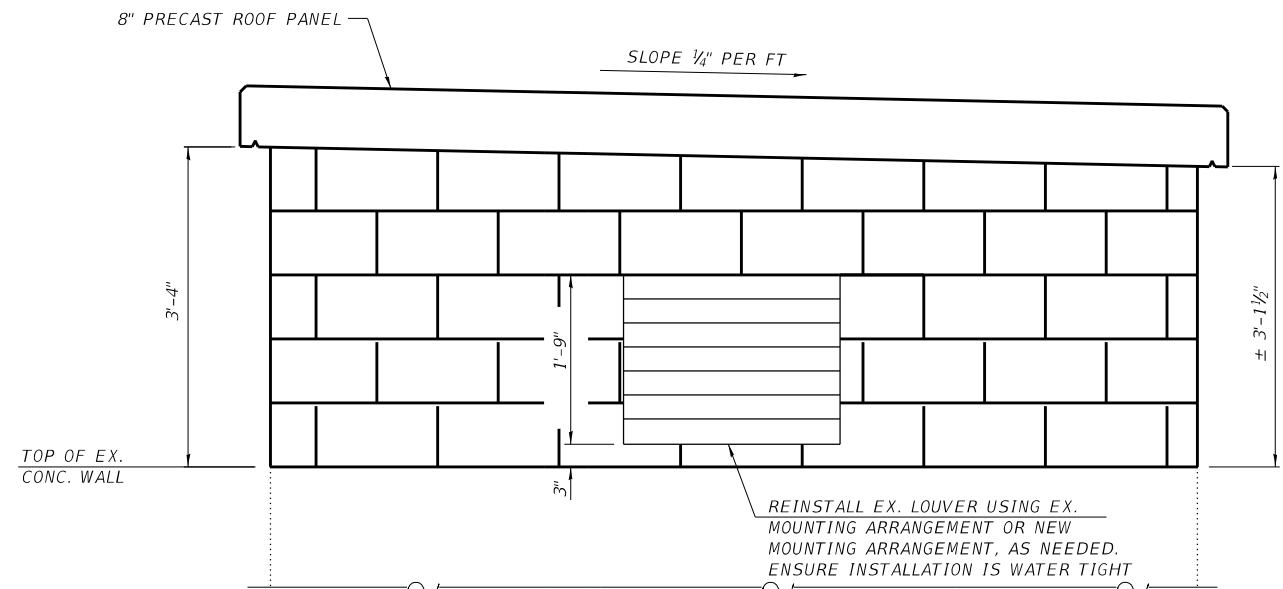 8" PRECAST ROOF PANEL
SLOPE ¼" PER FT
3'-4"
1'-9"
± 3'-1½"
TOP OF EX.
CONC. WALL
3"
REINSTALL EX. LOUVER USING EX.
MOUNTING ARRANGEMENT OR NEW
MOUNTING ARRANGEMENT, AS NEEDED.
ENSURE INSTALLATION IS WATER TIGHT